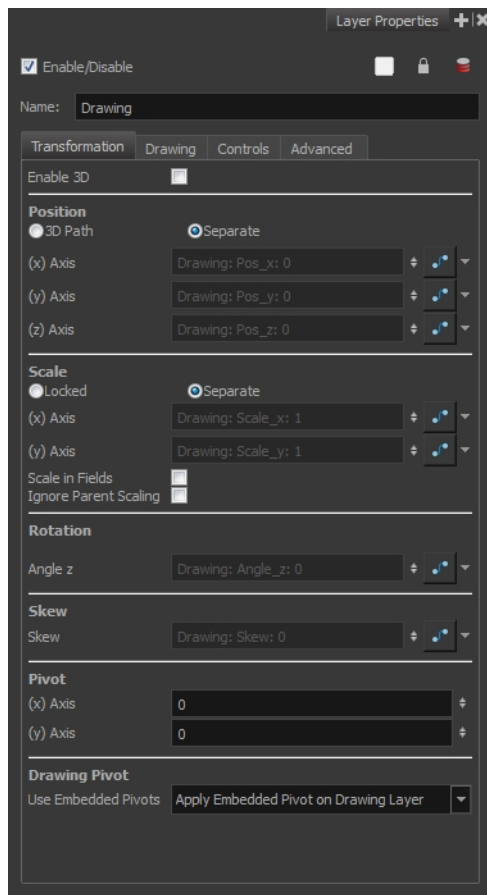 Layer Properties
Enable/Disable
Name: Drawing
Transformation Drawing Controls Advanced
Enable 3D
Position
3D Path Separate
(x) Axis Drawing: Pos_x: 0
(y) Axis Drawing: Pos_y: 0
(z) Axis Drawing: Pos_z: 0
Scale
Locked Separate
(x) Axis Drawing: Scale_x: 1
(y) Axis Drawing: Scale_y: 1
Scale in Fields
Ignore Parent Scaling
Rotation
Angle z Drawing: Angle_z: 0
Skew
Skew Drawing: Skew: 0
Pivot
(x) Axis 0
(y) Axis 0
Drawing Pivot
Use Embedded Pivots Apply Embedded Pivot on Drawing Layer